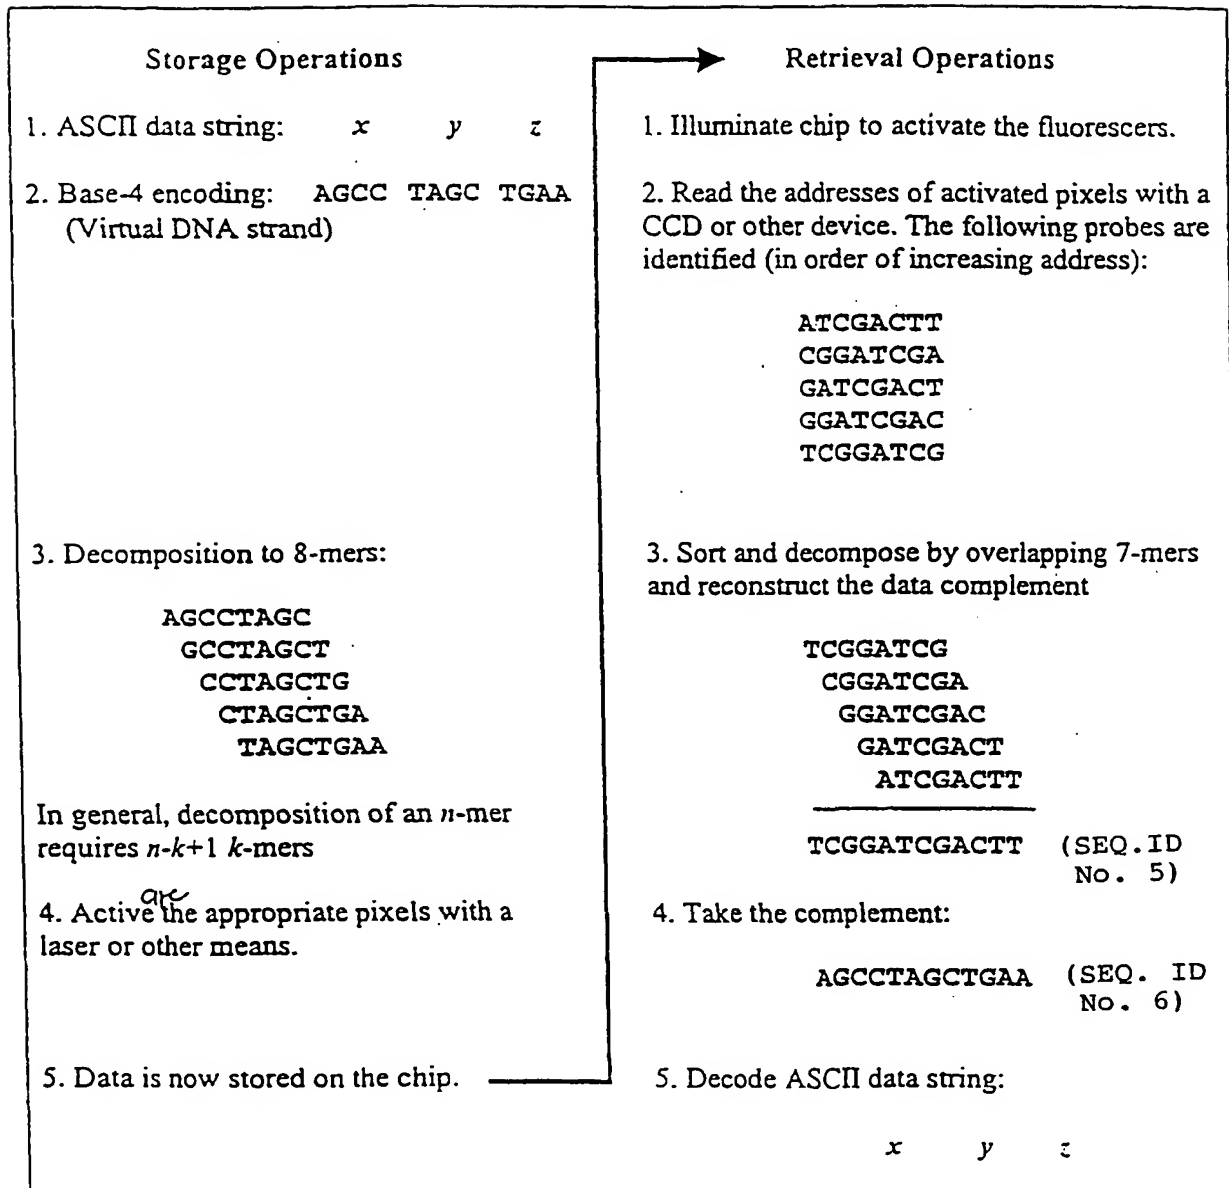 Storage Operations
1. ASCII data string: x y z
2. Base-4 encoding: AGCC TAGC TGAA
(Virtual DNA strand)
3. Decomposition to 8-mers:
AGCCTAGC
GCCTAGCT
CCTAGCTG
CTAGCTGA
TAGCTGAA
In general, decomposition of an n-mer
requires n-k+1 k-mers
are
4. Active the appropriate pixels with a
laser or other means.
5. Data is now stored on the chip.
Retrieval Operations
1. Illuminate chip to activate the fluorescers.
2. Read the addresses of activated pixels with a
CCD or other device. The following probes are
identified (in order of increasing address):
ATCGACTT
CGGATCGA
GATCGACT
GGATCGAC
TCGGATCG
3. Sort and decompose by overlapping 7-mers
and reconstruct the data complement
TCGGATCG
CGGATCGA
GGATCGAC
GATCGACT
ATCGACTT
TCGGATCGACTT (SEQ.ID
No. 5)
4. Take the complement:
AGCCTAGCTGAA (SEQ. ID
No. 6)
5. Decode ASCII data string:
x y z